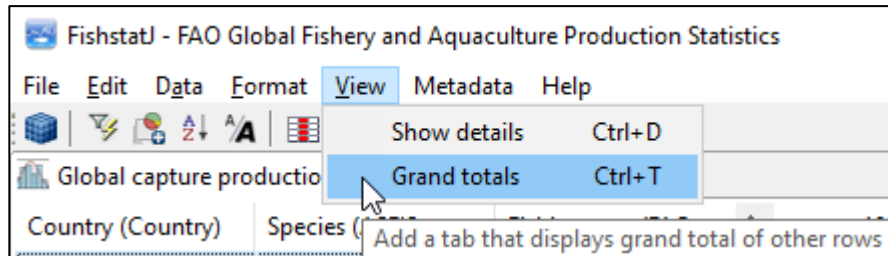 FishstatJ - FAO Global Fishery and Aquaculture Production Statistics
File Edit Data Format View Metadata Help
Show details Ctrl+D
Global capture productio
Grand totals Ctrl+T
Country (Country) Species (
Add a tab that displays grand total of other rows